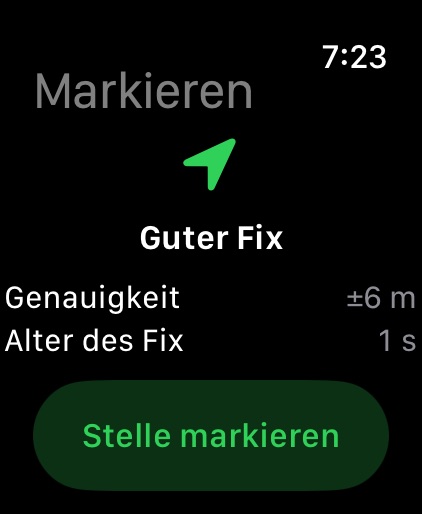 7:23
Markieren
Guter Fix
Genauigkeit ±6 m
Alter des Fix 1 s
Stelle markieren